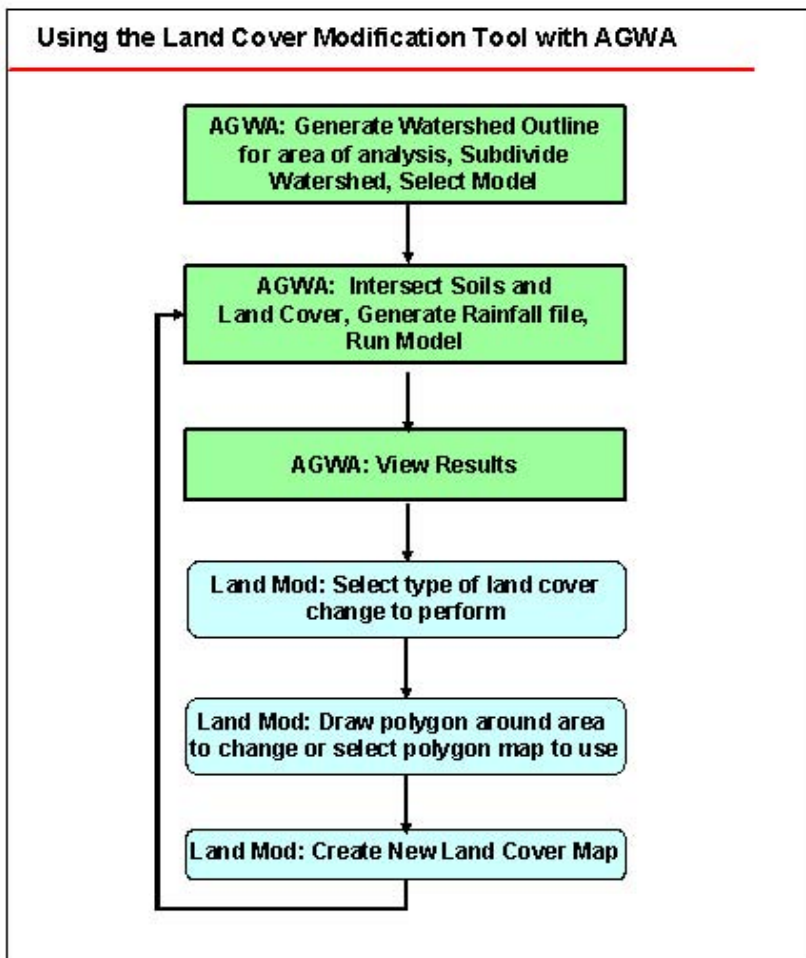 Using the Land Cover Modification Tool with AGWA
AGWA: Generate Watershed Outline
for area of analysis, Subdivide
Watershed, Select Model
AGWA: Intersect Soils and
Land Cover, Generate Rainfall file,
Run Model
AGWA: View Results
Land Mod: Select type of land cover
change to perform
Land Mod: Draw polygon around area
to change or select polygon map to use
Land Mod: Create New Land Cover Map